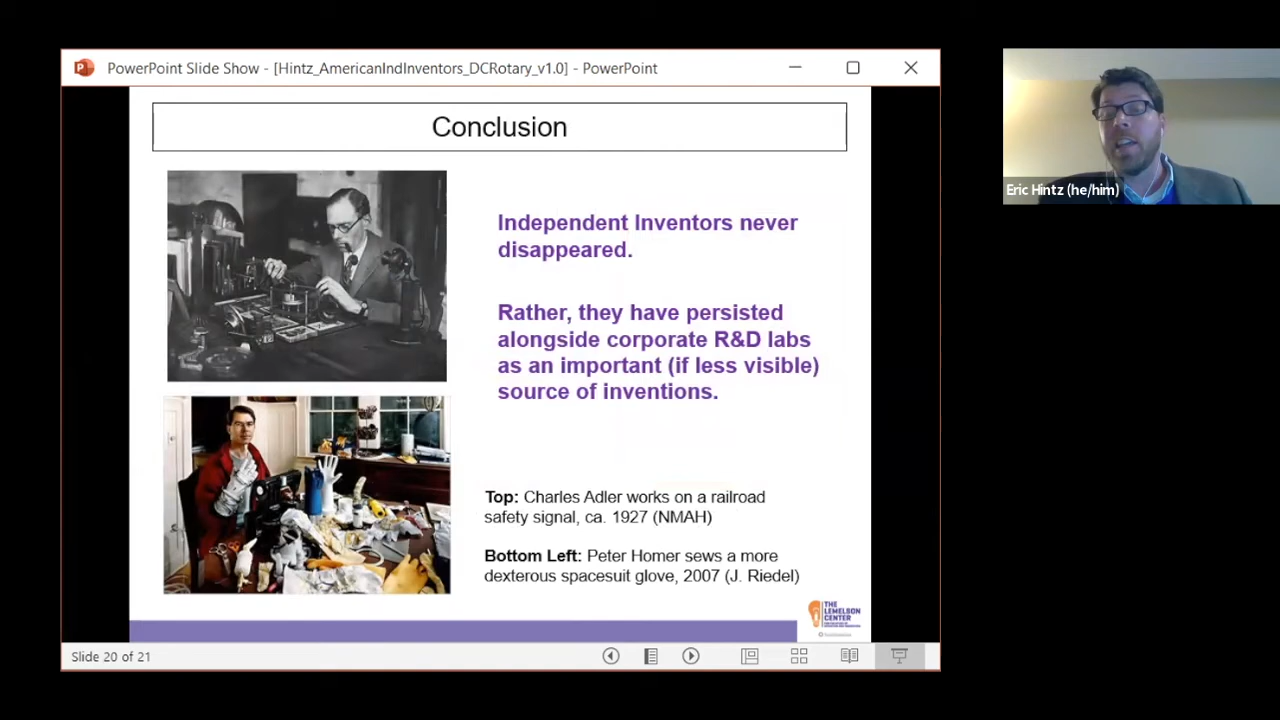 PowerPoint Slide Show - [Hintz_AmericanIndInventors_DCRotary_v1.0] - PowerPoint
Conclusion
Eric Hintz (he/him)
Independent Inventors never
disappeared.
Rather, they have persisted
alongside corporate R&D labs
as an important (if less visible)
source of inventions.
Top: Charles Adler works on a railroad
safety signal, ca. 1927 (NMAH)
Bottom Left: Peter Homer sews a more
dexterous spacesuit glove, 2007 (J. Riedel)
THE
LEMELSON
CENTER
Slide 20 of 21